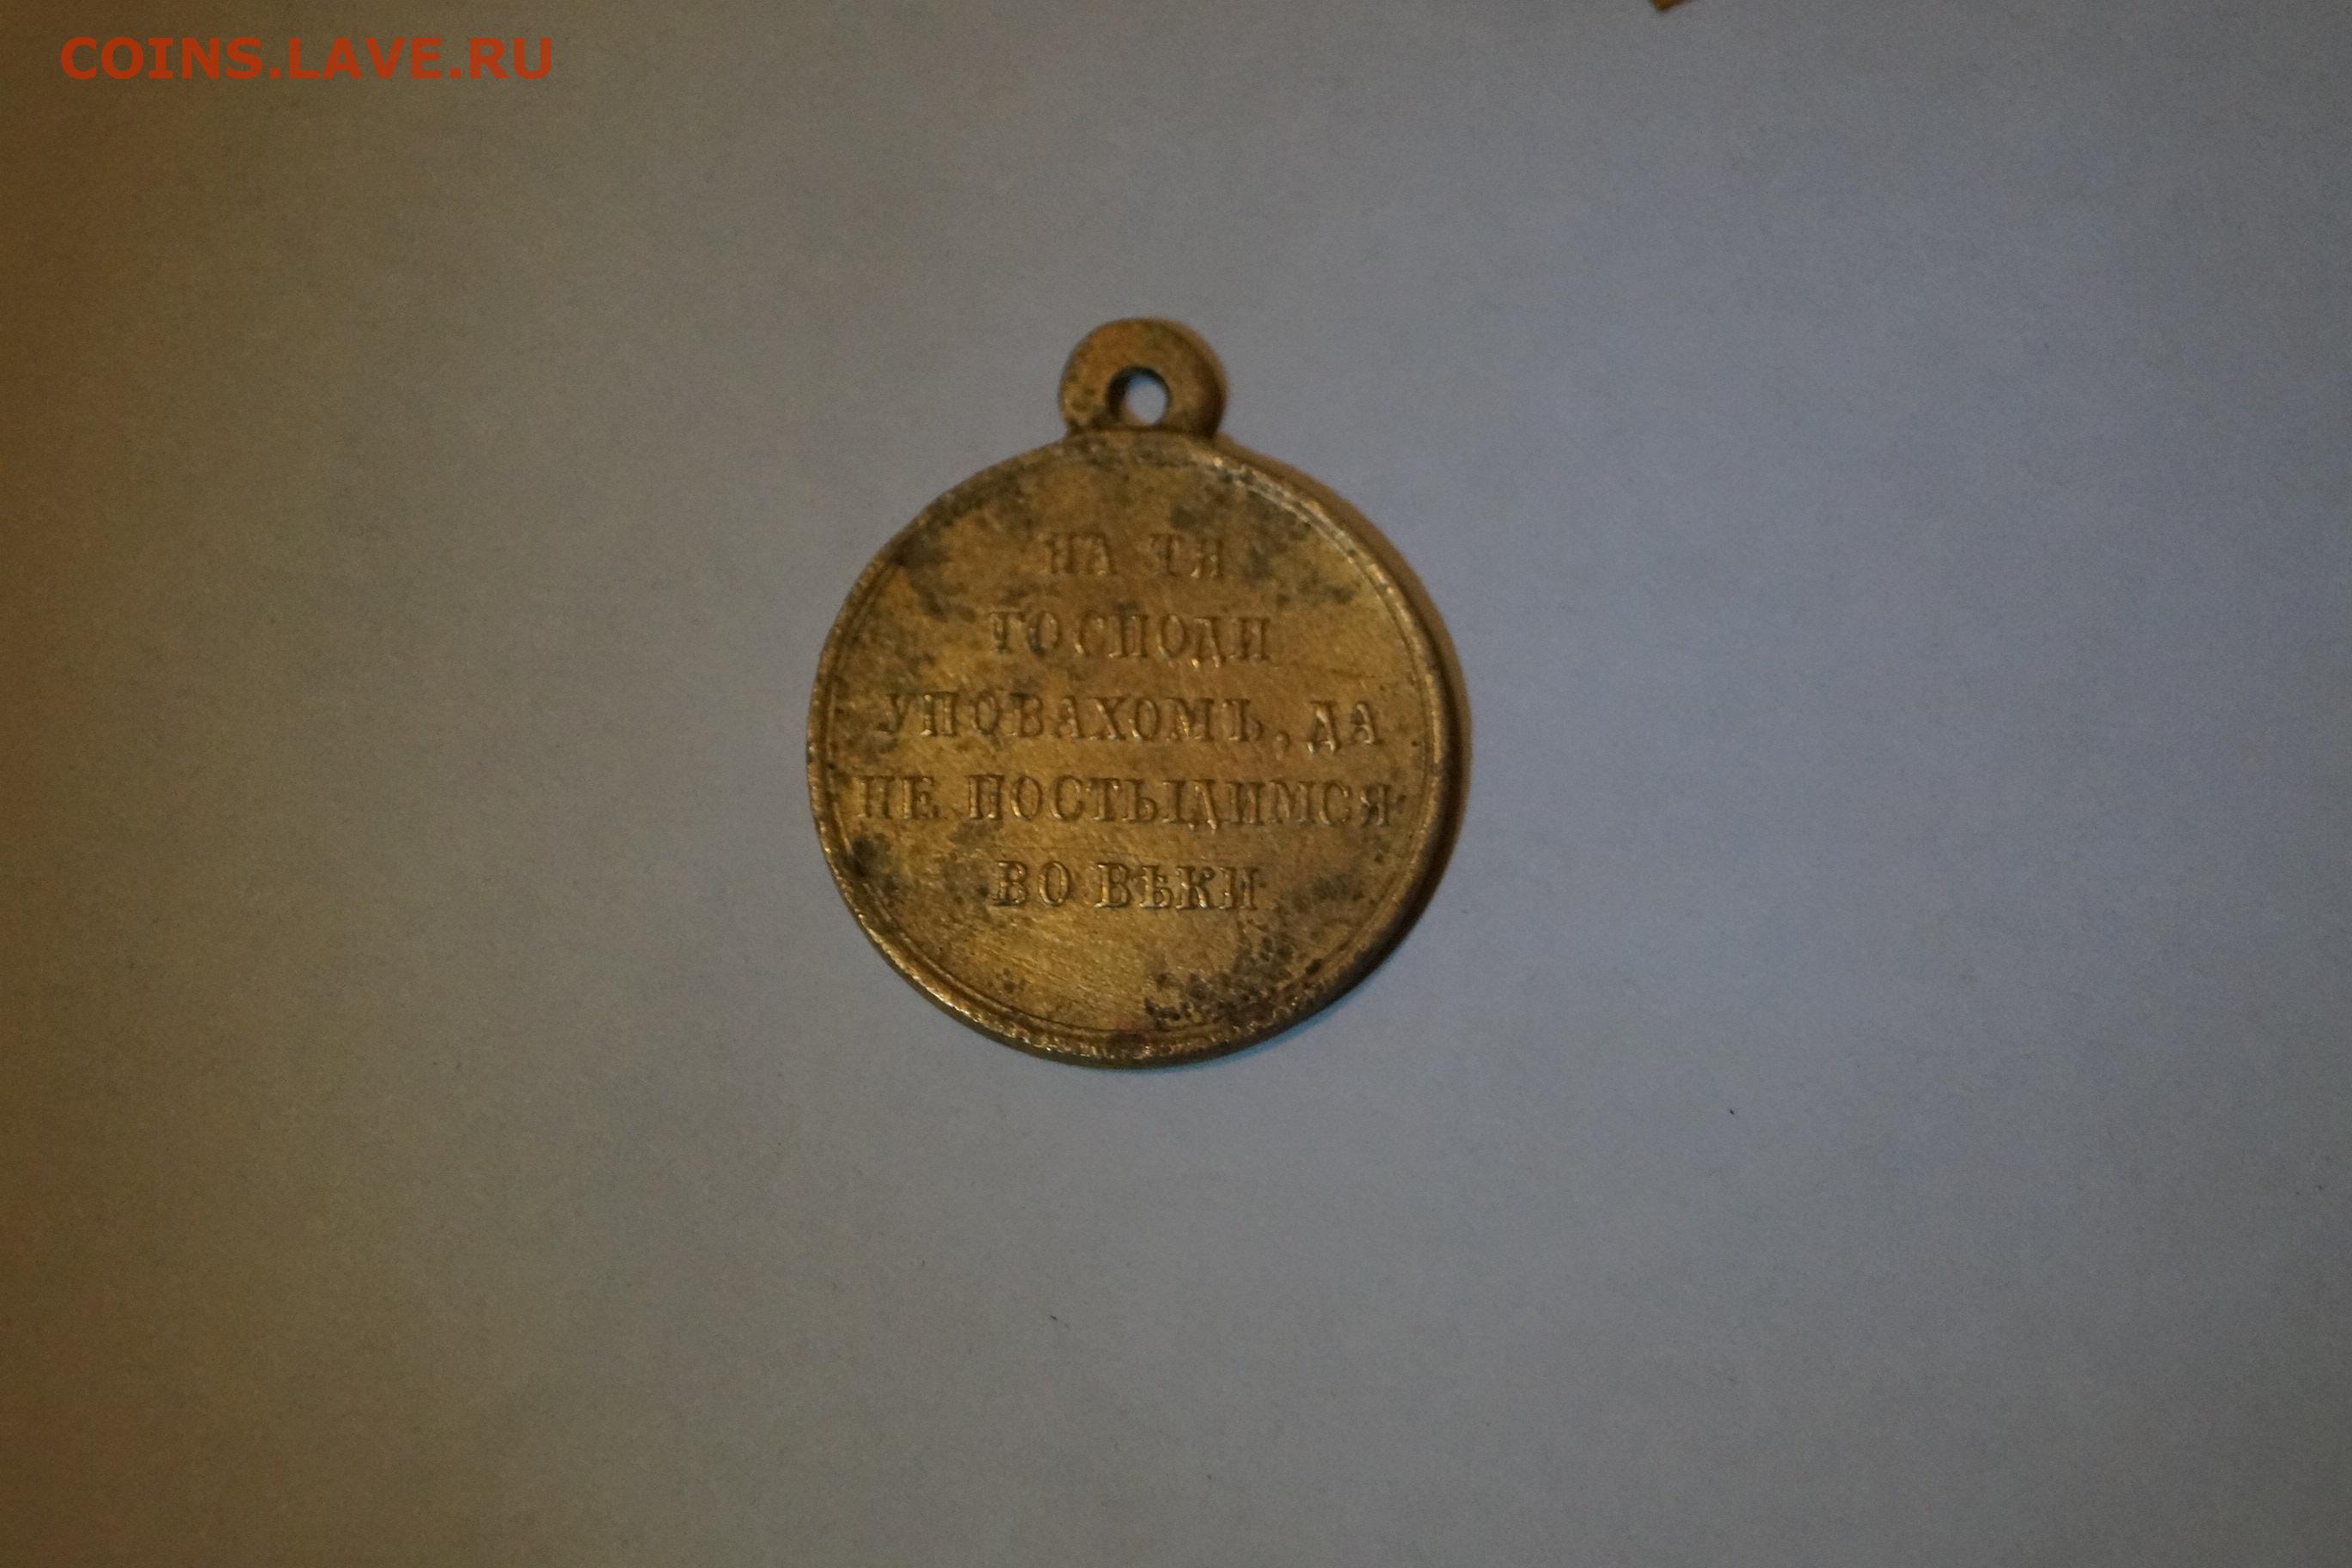 COINS.LAVE.RU
НА ТЯ
ГОСПОДИ
УПОВАХОМЪ, ДА
НЕ ПОСТЫДИМСЯ
ВО ВѢКИ